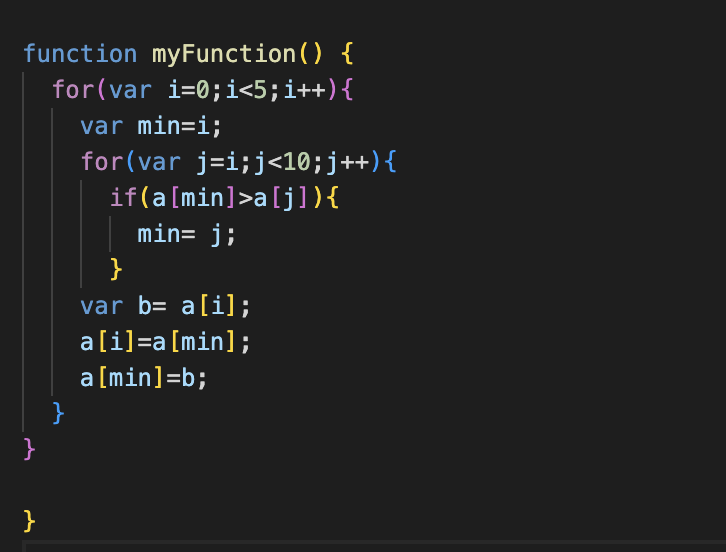 function myFunction() {
  for(var i=0;i<5;i++){
    var min=i;
    for(var j=i;j<10;j++){
      if(a[min]>a[j]){
        min= j;
      }
    var b= a[i];
    a[i]=a[min];
    a[min]=b;
  }
}
}